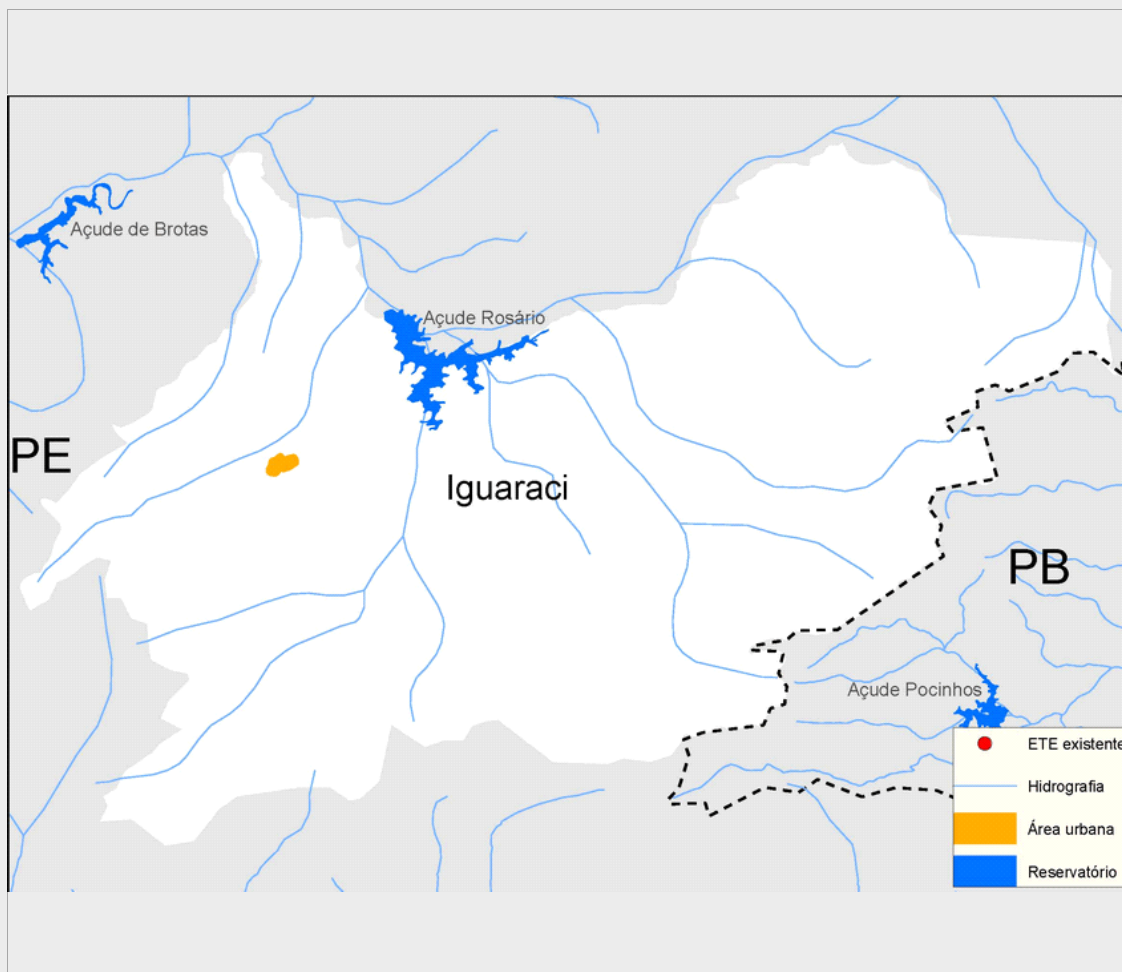 Açude de Brotas
Açude Rosário
PE
Iguaraci
PB
Açude Pocinhos
ETE existente
Hidrografia
Área urbana
Reservatório